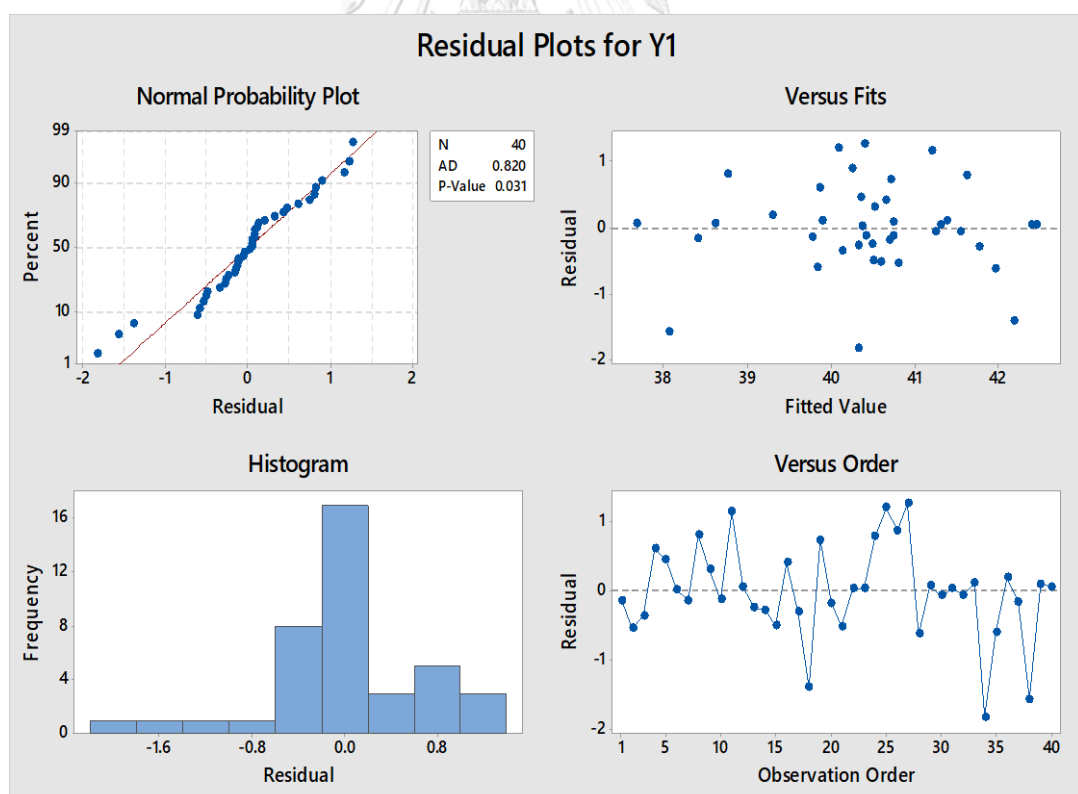 Residual Plots for Y1
Normal Probability Plot
99
90
50
10
1
Percent
-2 -1 0 1 2
Residual
N 40
AD 0.820
P-Value 0.031
Versus Fits
1
0
-1
-2
Residual
38 39 40 41 42
Fitted Value
Histogram
16
12
8
4
0
Frequency
-1.6 -0.8 0.0 0.8
Residual
Versus Order
1
0
-1
-2
Residual
1 5 10 15 20 25 30 35 40
Observation Order